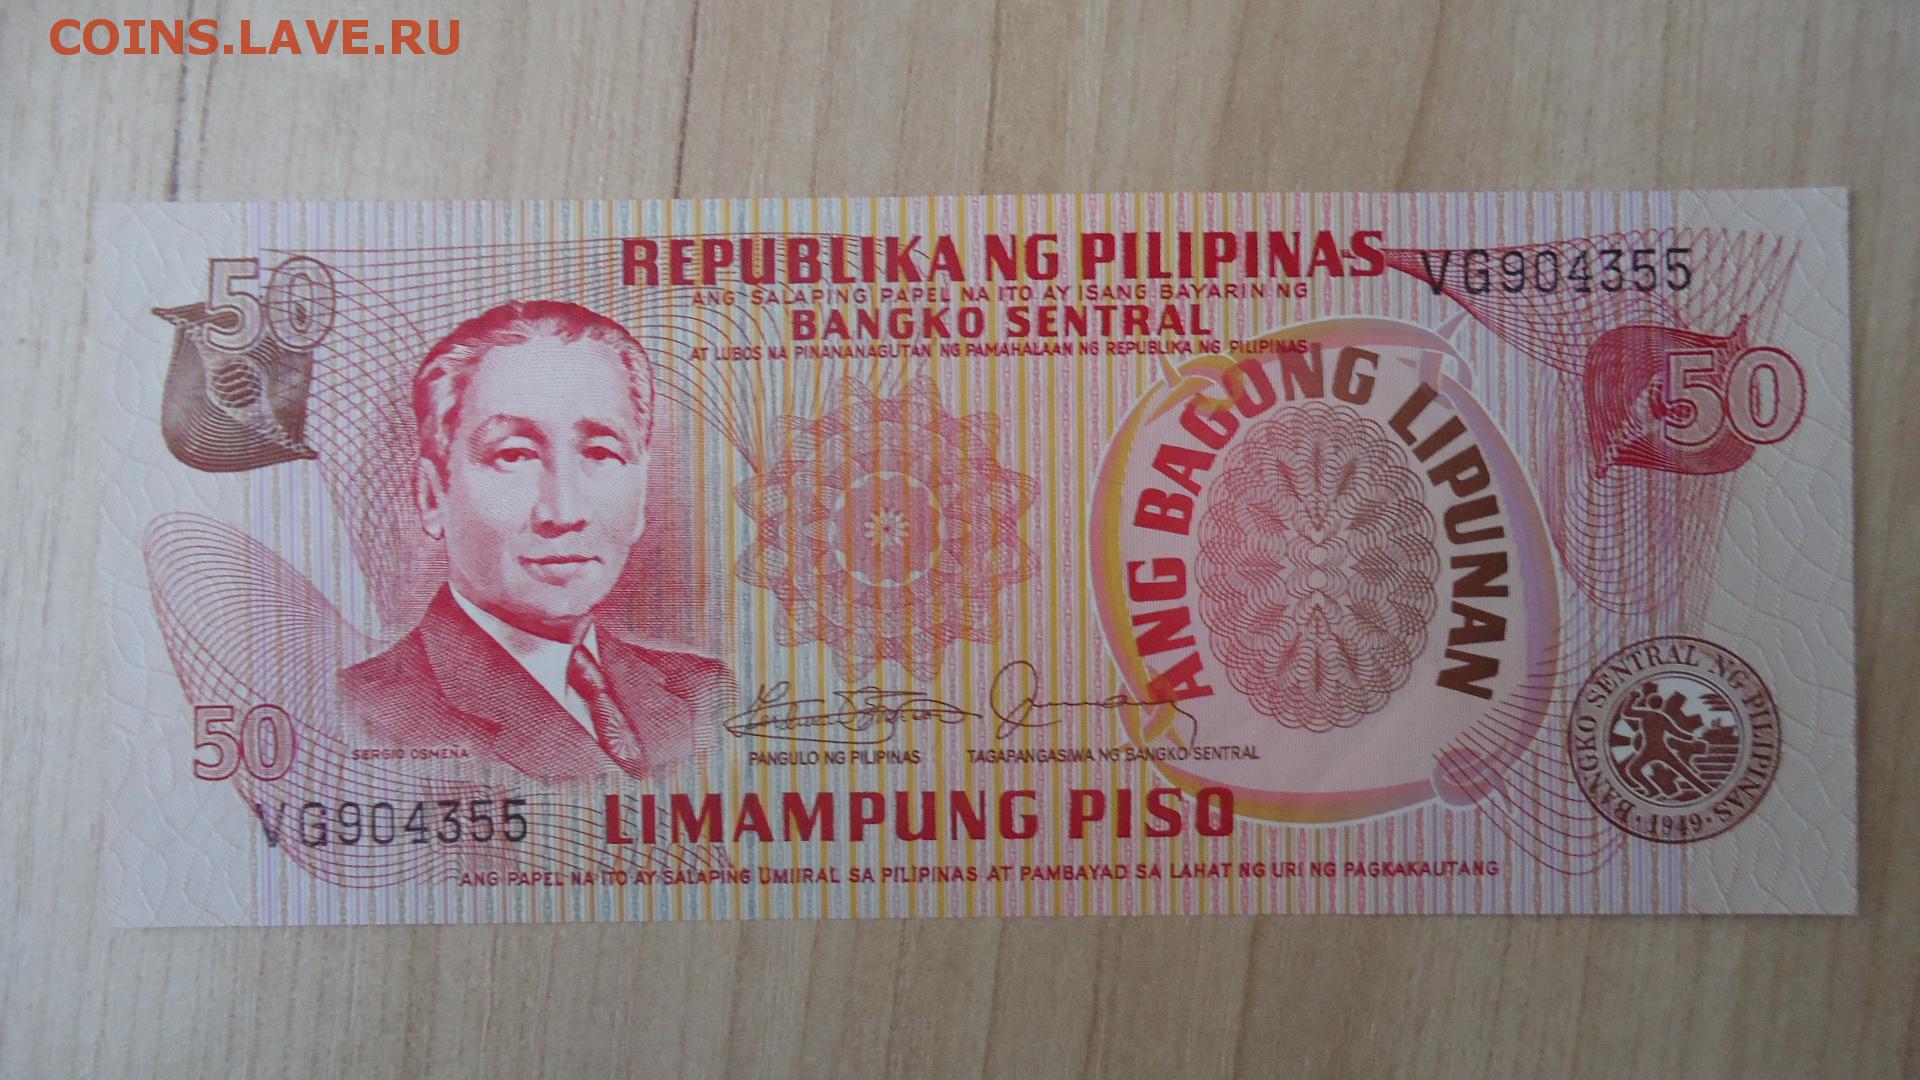 COINS.LAVE.RU
REPUBLIKA NG PILIPINAS
VG904355
50
ANG SALAPING PAPEL NA ITO AY ISANG BAYARIN NG
BANGKO SENTRAL
AT LUBOS NA PINANANAGUTAN NG PAMAHALAAN NG REPUBLIKA NG PILIPINAS
50
ANG BAGONG LIPUNAN
BANGKO SENTRAL NG PILIPINAS
1949
50
SERGIO OSMEÑA
PANGULO NG PILIPINAS
TAGAPANGASIWA NG BANGKO SENTRAL
VG904355
LIMAMPUNG PISO
ANG PAPEL NA ITO AY SALAPING UMIIRAL SA PILIPINAS AT PAMBAYAD SA LAHAT NG URI NG PAGKAKAUTANG